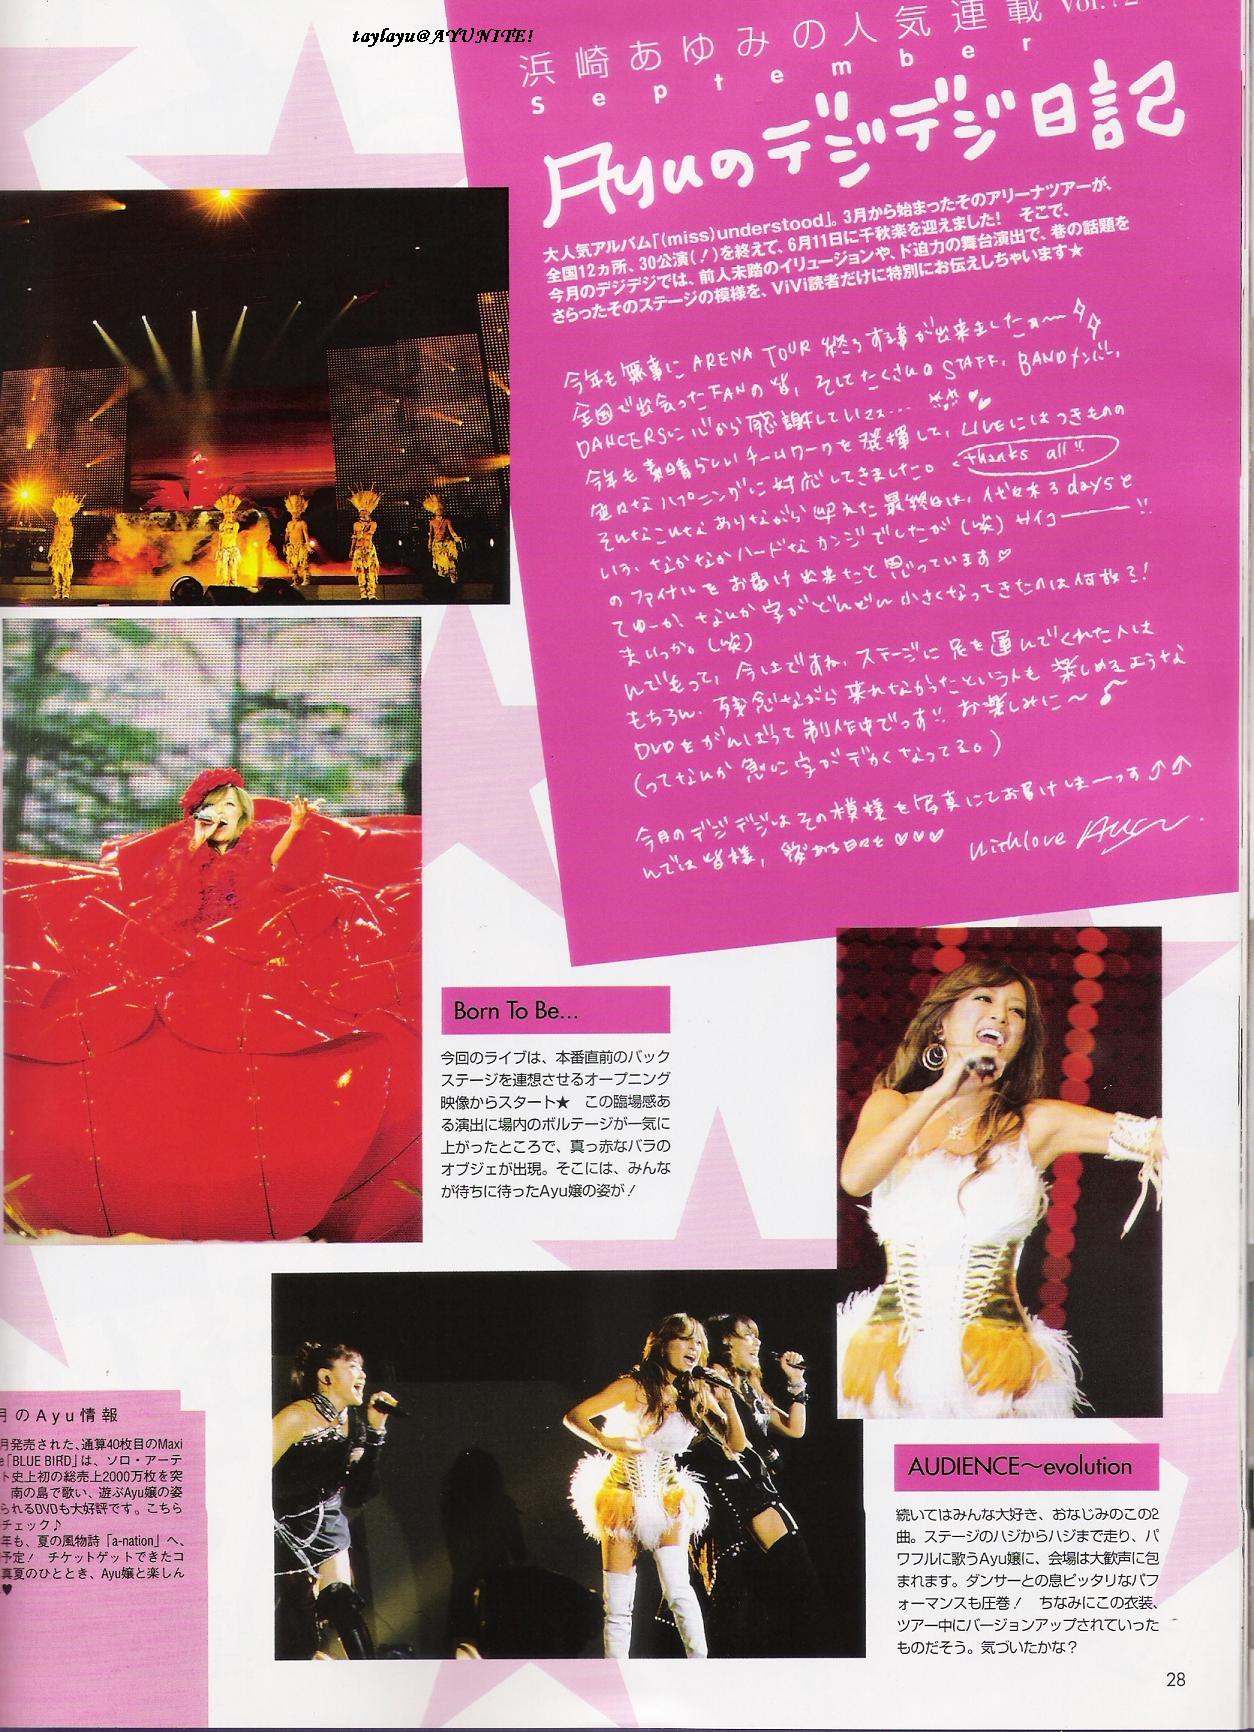 taylayu@AYUNITE!
浜崎あゆみの人気連載
September
Ayuのデジデジ日記
大人気アルバム「(miss)understood」。3月から始まったそのアリーナツアーが、
全国12ヵ所、30公演(！)を終えて、6月11日に千秋楽を迎えました！ そこで、
今月のデジデジでは、前人未踏のイリュージョンや、ド迫力の舞台演出で、巷の話題を
さらったそのステージの模様を、ViVi読者だけに特別にお伝えしちゃいます★
今年も無事にARENA TOUR 終了する事が出来ましたぁ〜
全国で出会ったFANの皆，そしてたくさんのSTAFF, BANDメンバー,
DANCERSに心から感謝しています…
今年も素晴らしいチームワークを発揮して，LIVEにはつきものの
色々なハプニングに対応してきました。thanks all!!
そんなこんなありながら迎えた最終日は，代々木3daysと
いう，なかなかハードなカンジでしたが(笑) サイコーーー!!
のファイナルをお届け出来たと思っています♡
てゆーか，なんか字がどんどん小さくなってきたのは何故？！
まいっか。(笑)
んでもって，今はですね，ステージに足を運んでくれた人は
もちろん，残念ながら来れなかったという人も楽しめるような
DVDをがんばって制作中でっす!! お楽しみに〜♪
(ってなんか急に字がデカくなってる。)
今月のデジデジはその模様を写真にてお届けしまーっす↑↑
んでは皆様，
日々を♡♡♡
with love Ayu
Born To Be...
今回のライブは、本番直前のバック
ステージを連想させるオープニング
映像からスタート★ この臨場感あ
る演出に場内のボルテージが一気に
上がったところで、真っ赤なバラの
オブジェが出現。そこには、みんな
が待ちに待ったAyu嬢の姿が！
AUDIENCE〜evolution
続いてはみんな大好き、おなじみのこの2
曲。ステージのハジからハジまで走り、パ
ワフルに歌うAyu嬢に、会場は大歓声に包
まれます。ダンサーとの息ピッタリなパフ
ォーマンスも圧巻！ ちなみにこの衣装、
ツアー中にバージョンアップされていった
ものだそう。気づいたかな？
月のAyu情報
月発売された、通算40枚目のMaxi
e「BLUE BIRD」は、ソロ・アーテ
ト史上初の総売上2000万枚を突
南の島で歌い、遊ぶAyu嬢の姿
られるDVDも大好評です。こちら
チェック♪
年も、夏の風物詩「a-nation」へ、
予定！ チケットゲットできたコ
真夏のひととき、Ayu嬢と楽しん
♥
28